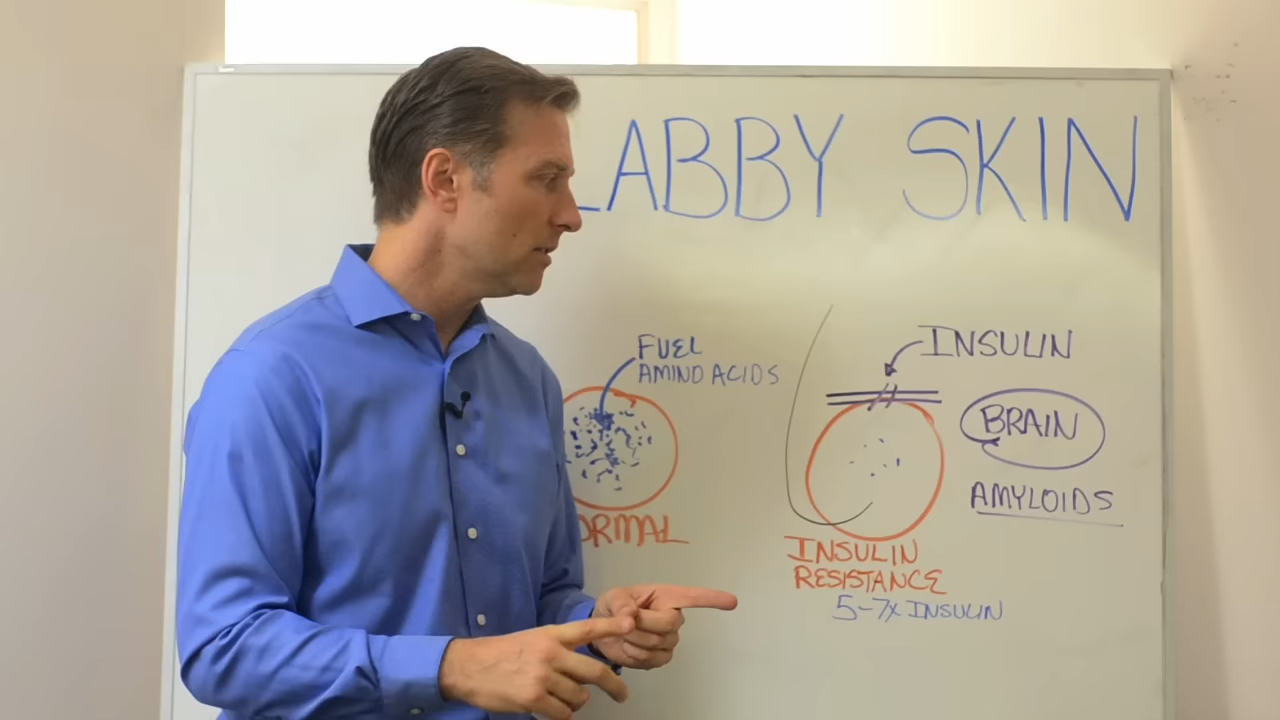 LABBY SKIN
FUEL
AMINO ACIDS
ORMAL
INSULIN
BRAIN
AMYLOIDS
INSULIN
RESISTANCE
5-7x INSULIN